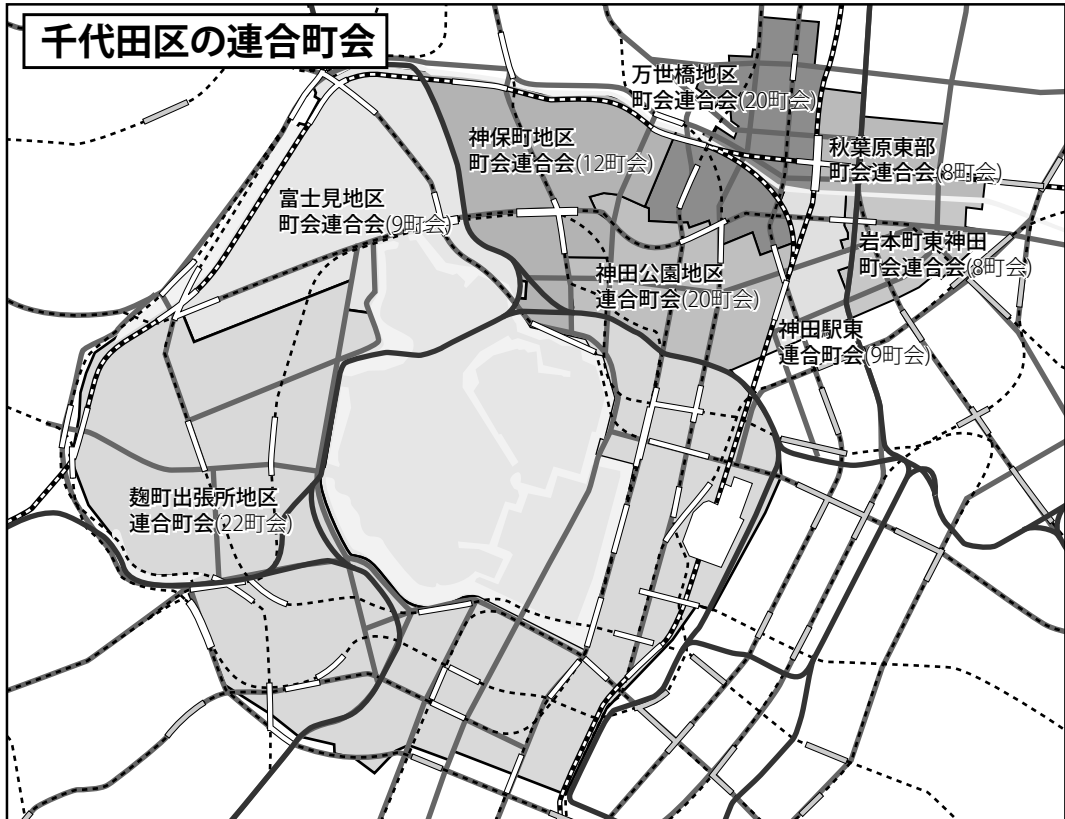 千代田区の連合町会
万世橋地区
町会連合会(20町会)
神保町地区
町会連合会(12町会)
秋葉原東部
町会連合会(8町会)
富士見地区
町会連合会(9町会)
岩本町東神田
町会連合会(8町会)
神田公園地区
連合町会(20町会)
神田駅東
連合町会(9町会)
麹町出張所地区
連合町会(22町会)